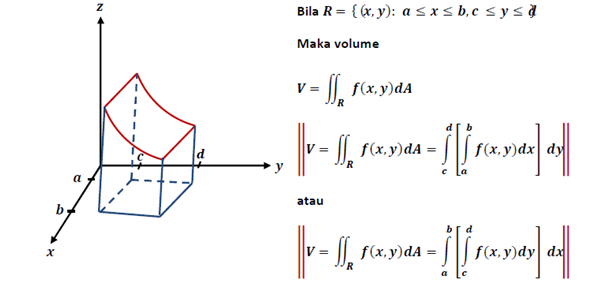 z
y
x
a
b
c
d
Bila R = {(x, y): a ≤ x ≤ b, c ≤ y ≤ d}
Maka volume
V = ∬_R f(x, y)dA
‖V = ∬_R f(x, y)dA = ∫_c^d [∫_a^b f(x, y)dx] dy‖
atau
‖V = ∬_R f(x, y)dA = ∫_a^b [∫_c^d f(x, y)dy] dx‖